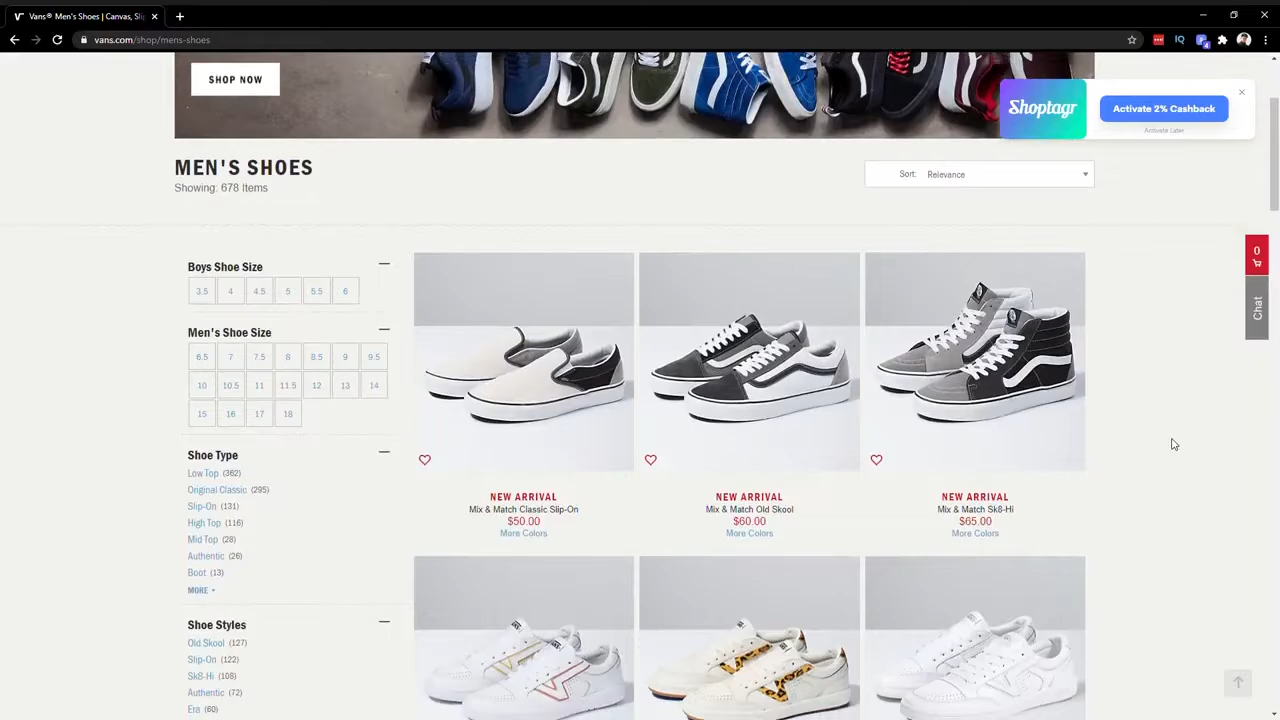 Vans® Men's Shoes | Canvas, Sli
vans.com/shop/mens-shoes
SHOP NOW
Shoptagr
Activate 2% Cashback
Activate Later
MEN'S SHOES
Showing: 678 Items
Sort: Relevance
0
Chat
Boys Shoe Size
3.5 4 4.5 5 5.5 6
Men's Shoe Size
6.5 7 7.5 8 8.5 9 9.5
10 10.5 11 11.5 12 13 14
15 16 17 18
Shoe Type
Low Top (362)
Original Classic (295)
Slip-On (131)
High Top (116)
Mid Top (28)
Authentic (26)
Boot (13)
MORE
Shoe Styles
Old Skool (127)
Slip-On (122)
Sk8-Hi (108)
Authentic (72)
Era (60)
NEW ARRIVAL
Mix & Match Classic Slip-On
$50.00
More Colors
NEW ARRIVAL
Mix & Match Old Skool
$60.00
More Colors
NEW ARRIVAL
Mix & Match Sk8-Hi
$65.00
More Colors